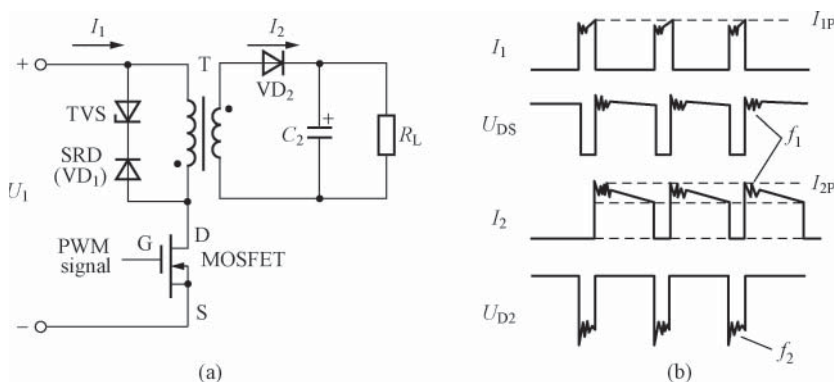 I1
I2
+
T
VD2
TVS
SRD
(VD1)
U1
C2
+
RL
PWM
signal
G
D
MOSFET
S
−
(a)
I1
I1P
UDS
f1
I2
I2P
UD2
f2
(b)